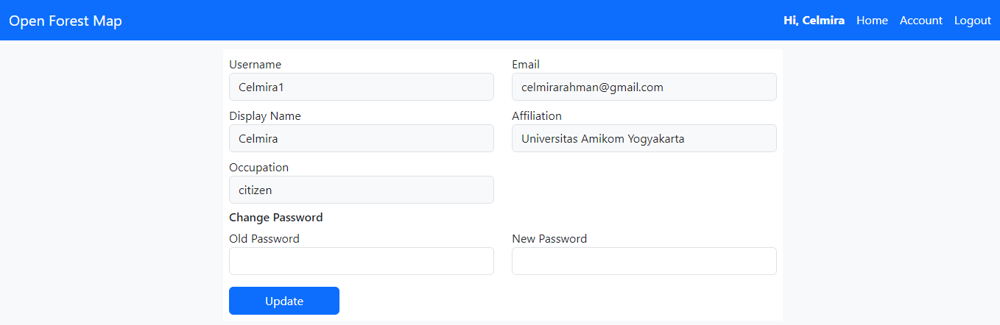 Open Forest Map
Hi, Celmira Home Account Logout
Username Email
Celmira1 celmirarahman@gmail.com
Display Name Affiliation
Celmira Universitas Amikom Yogyakarta
Occupation
citizen
Change Password
Old Password New Password
Update